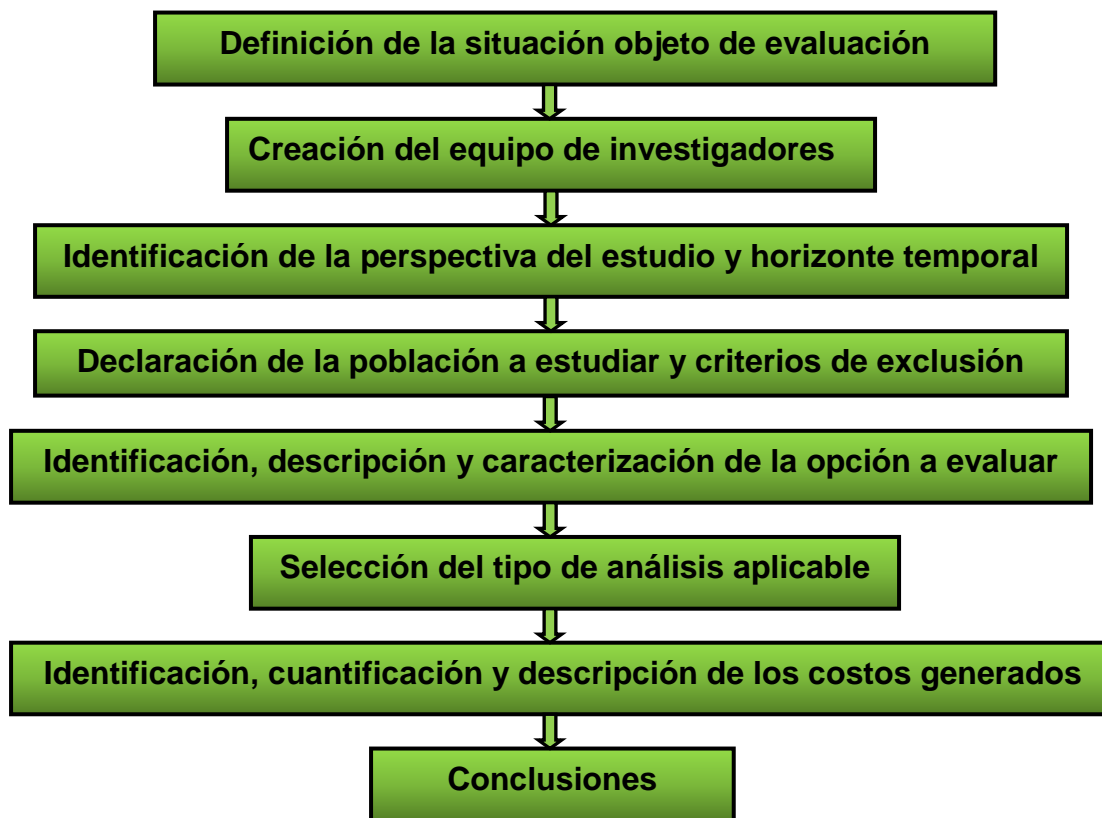 Definición de la situación objeto de evaluación
Creación del equipo de investigadores
Identificación de la perspectiva del estudio y horizonte temporal
Declaración de la población a estudiar y criterios de exclusión
Identificación, descripción y caracterización de la opción a evaluar
Selección del tipo de análisis aplicable
Identificación, cuantificación y descripción de los costos generados
Conclusiones